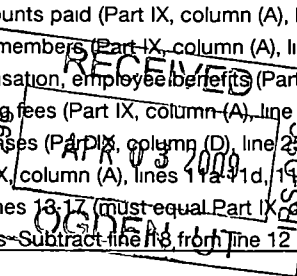 unts paid (Part IX, column (A),
members (Part IX, column (A), li
RECEIVED
sation, employee benefits (Part
g fees (Part IX, column (A), line
ses (Part IX, column (D), line 2
APR 03 2009
X, column (A), lines 11a-11d, 1
nes 13-17 (must equal Part IX
OGDEN, UT
s Subtract line 18 from line 12